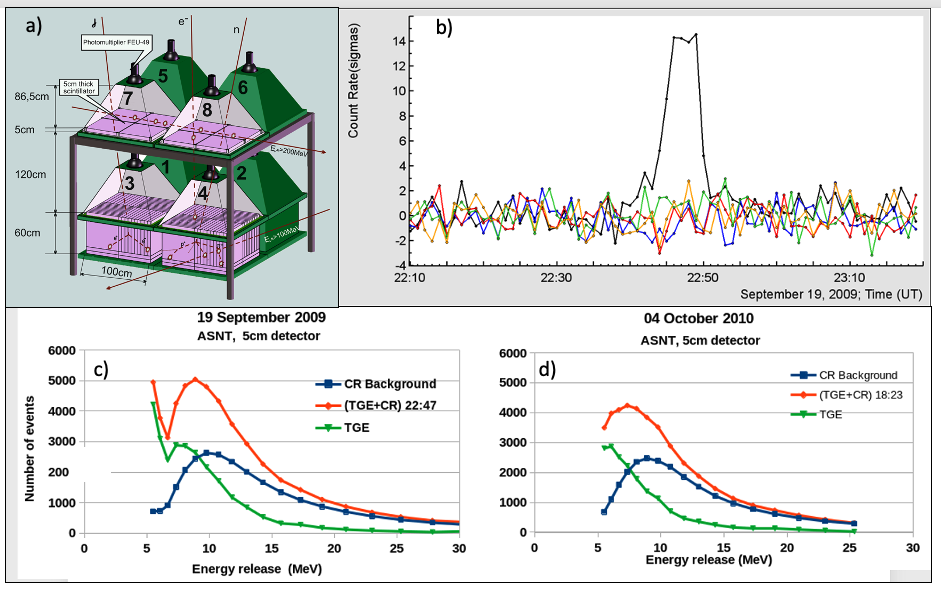 a)
e-
n
Photomultiplier FEU-49
5cm thick
scintillator
5
6
7
8
86,5cm
5cm
120cm
60cm
1
2
3
4
100cm
b)
Count Rate(sigmas)
14
12
10
8
6
4
2
0
-2
-4
22:10
22:30
22:50
23:10
September 19, 2009; Time (UT)
19 September 2009
ASNT, 5cm detector
c)
Number of events
6000
5000
4000
3000
200
1000
0
0
5
10
15
20
25
30
Energy release (MeV)
CR Background
(TGE+CR) 22:47
TGE
04 October 2010
ASNT, 5cm detector
d)
6000
5000
4000
3000
2000
1000
0
0
5
10
15
20
25
30
Energy release (MeV)
CR Background
(TGE+CR) 18:23
TGE